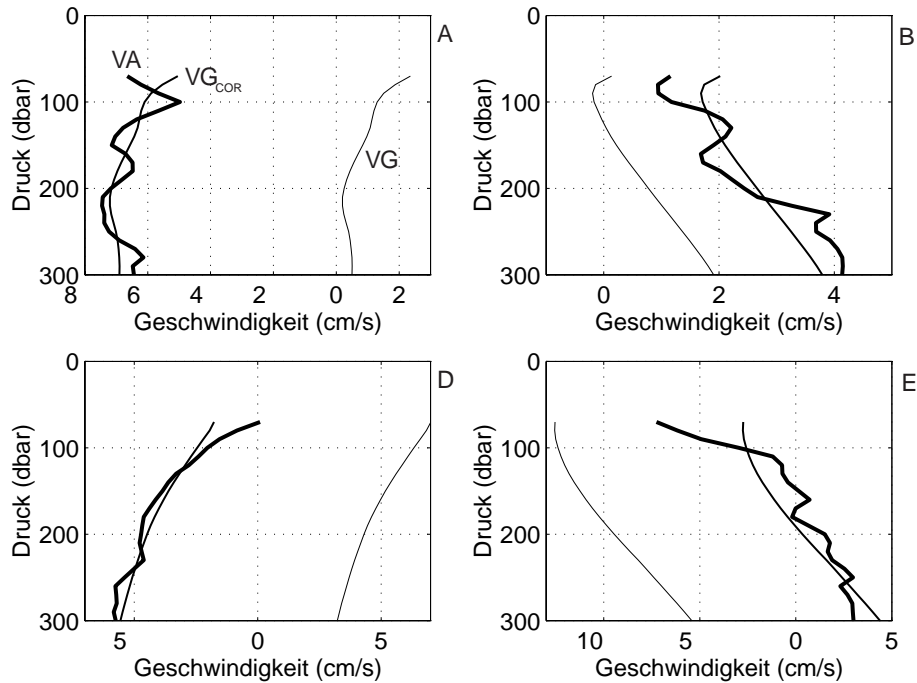 A
0
100
200
300
Druck (dbar)
VA
VG COR
VG
8 6 4 2 0 2
Geschwindigkeit (cm/s)
B
0
100
200
300
Druck (dbar)
0 2 4
Geschwindigkeit (cm/s)
D
0
100
200
300
Druck (dbar)
5 0 5
Geschwindigkeit (cm/s)
E
0
100
200
300
Druck (dbar)
10 5 0 5
Geschwindigkeit (cm/s)